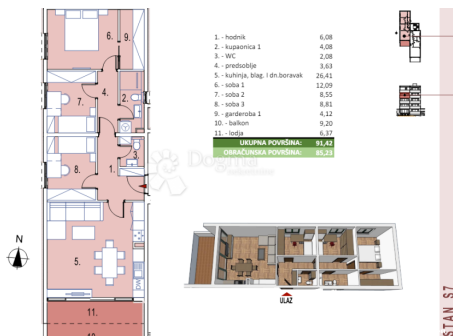 1. - hodnik 6,08
2. - kupaonica 1 4,08
3. - WC 2,08
4. - predsoblje 3,63
5. - kuhinja, blag. I dn.boravak 26,41
6. - soba 1 12,09
7. - soba 2 8,55
8. - soba 3 8,81
9. - garderoba 1 4,12
10. - balkon 9,20
11. - lođa 6,37
UKUPNA POVRŠINA: 91,42
OBRAČUNSKA POVRŠINA: 85,23
6. 9.
4.
7. 2.
3.
8. 1.
5.
11.
10.
N
Dogma
ULAZ
STAN S7